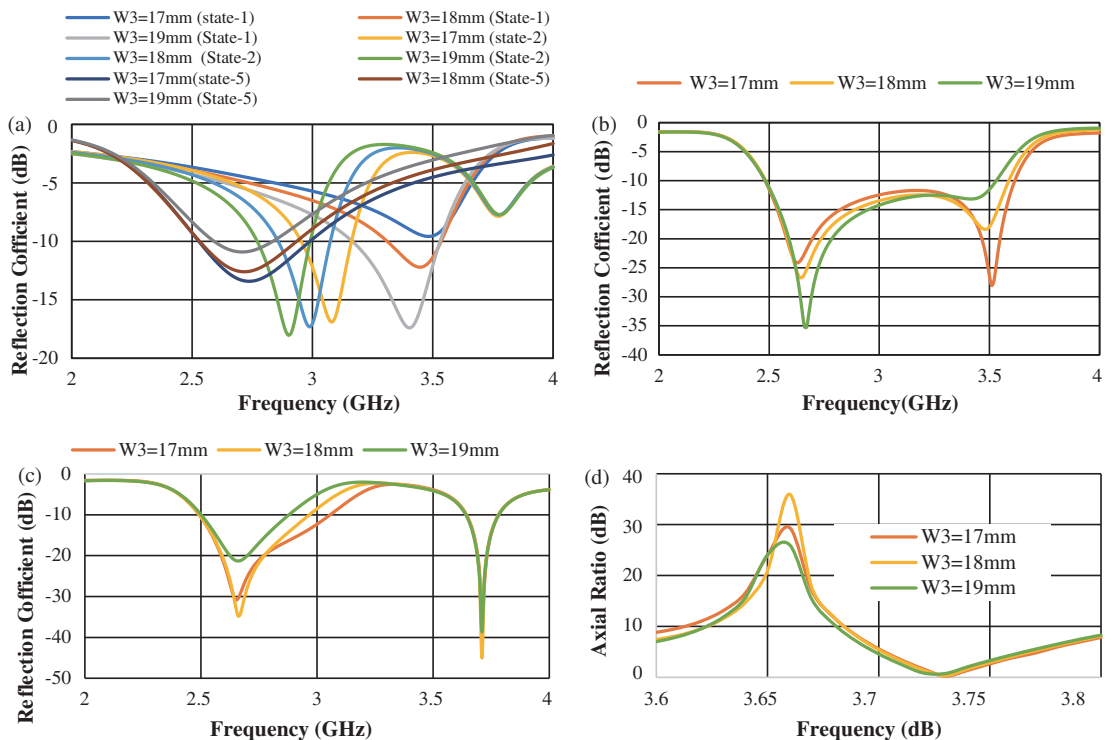 W3=17mm (state-1)
W3=18mm (State-1)
W3=19mm (State-1)
W3=17mm (state-2)
W3=18mm (State-2)
W3=19mm (State-2)
W3=17mm(state-5)
W3=18mm (State-5)
W3=19mm (State-5)
(a)
Reflection Cofficient (dB)
0
-5
-10
-15
-20
2
2.5
3
3.5
4
Frequency (GHz)
W3=17mm
W3=18mm
W3=19mm
(b)
Reflection Cofficient (dB)
0
-5
-10
-15
-20
-25
-30
-35
-40
2
2.5
3
3.5
4
Frequency(GHz)
W3=17mm
W3=18mm
W3=19mm
(c)
Reflection Cofficient (dB)
0
-10
-20
-30
-40
-50
2
2.5
3
3.5
4
Frequency (GHz)
(d)
Axial Ratio (dB)
40
30
20
10
0
W3=17mm
W3=18mm
W3=19mm
3.6
3.65
3.7
3.75
3.8
Frequency (dB)